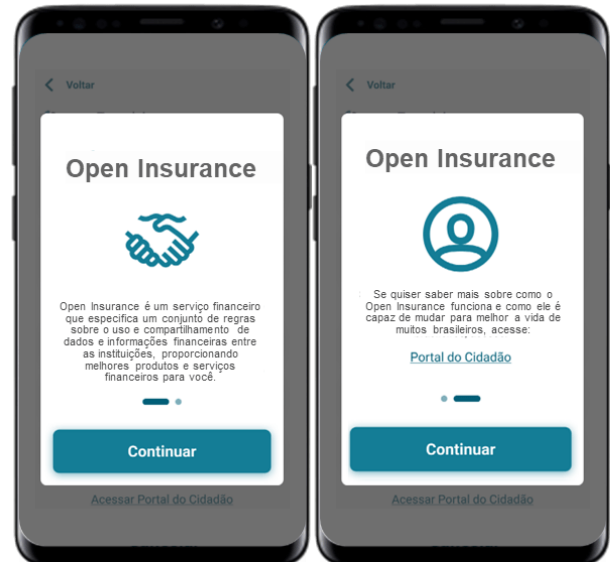 Voltar
Open Insurance
Open Insurance é um serviço financeiro
que especifica um conjunto de regras
sobre o uso e compartilhamento de
dados e informações financeiras entre
as instituições, proporcionando
melhores produtos e serviços
financeiros para você.
Continuar
Acessar Portal do Cidadão
Voltar
Open Insurance
Se quiser saber mais sobre como o
Open Insurance funciona e como ele é
capaz de mudar para melhor a vida de
muitos brasileiros, acesse:
Portal do Cidadão
Continuar
Acessar Portal do Cidadão